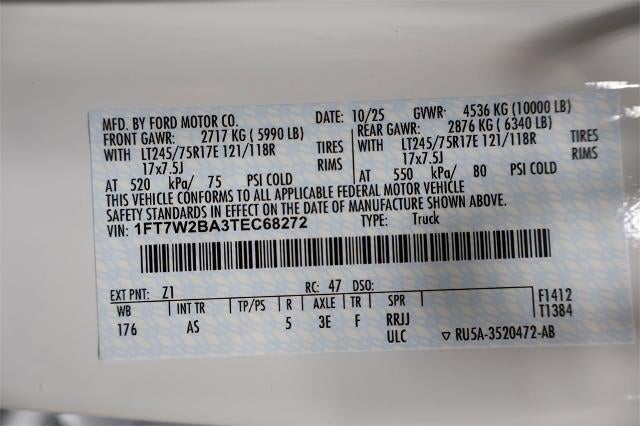 MFD. BY FORD MOTOR CO. DATE: 10/25 GVWR: 4536 KG (10000 LB)
FRONT GAWR: 2717 KG ( 5990 LB) REAR GAWR: 2876 KG ( 6340 LB)
WITH LT245/75R17E 121/118R TIRES WITH LT245/75R17E 121/118R TIRES
17x7.5J RIMS 17x7.5J RIMS
AT 520 kPa/ 75 PSI COLD AT 550 kPa/ 80 PSI COLD
THIS VEHICLE CONFORMS TO ALL APPLICABLE FEDERAL MOTOR VEHICLE
SAFETY STANDARDS IN EFFECT ON THE DATE OF MANUFACTURE SHOWN ABOVE.
VIN: 1FT7W2BA3TEC68272 TYPE: Truck
EXT PNT: Z1 RC: 47 DSO: F1412
WB INT TR TP/PS R AXLE TR SPR T1384
176 AS 5 3E F RRJJ
ULC ▽ RU5A-3520472-AB